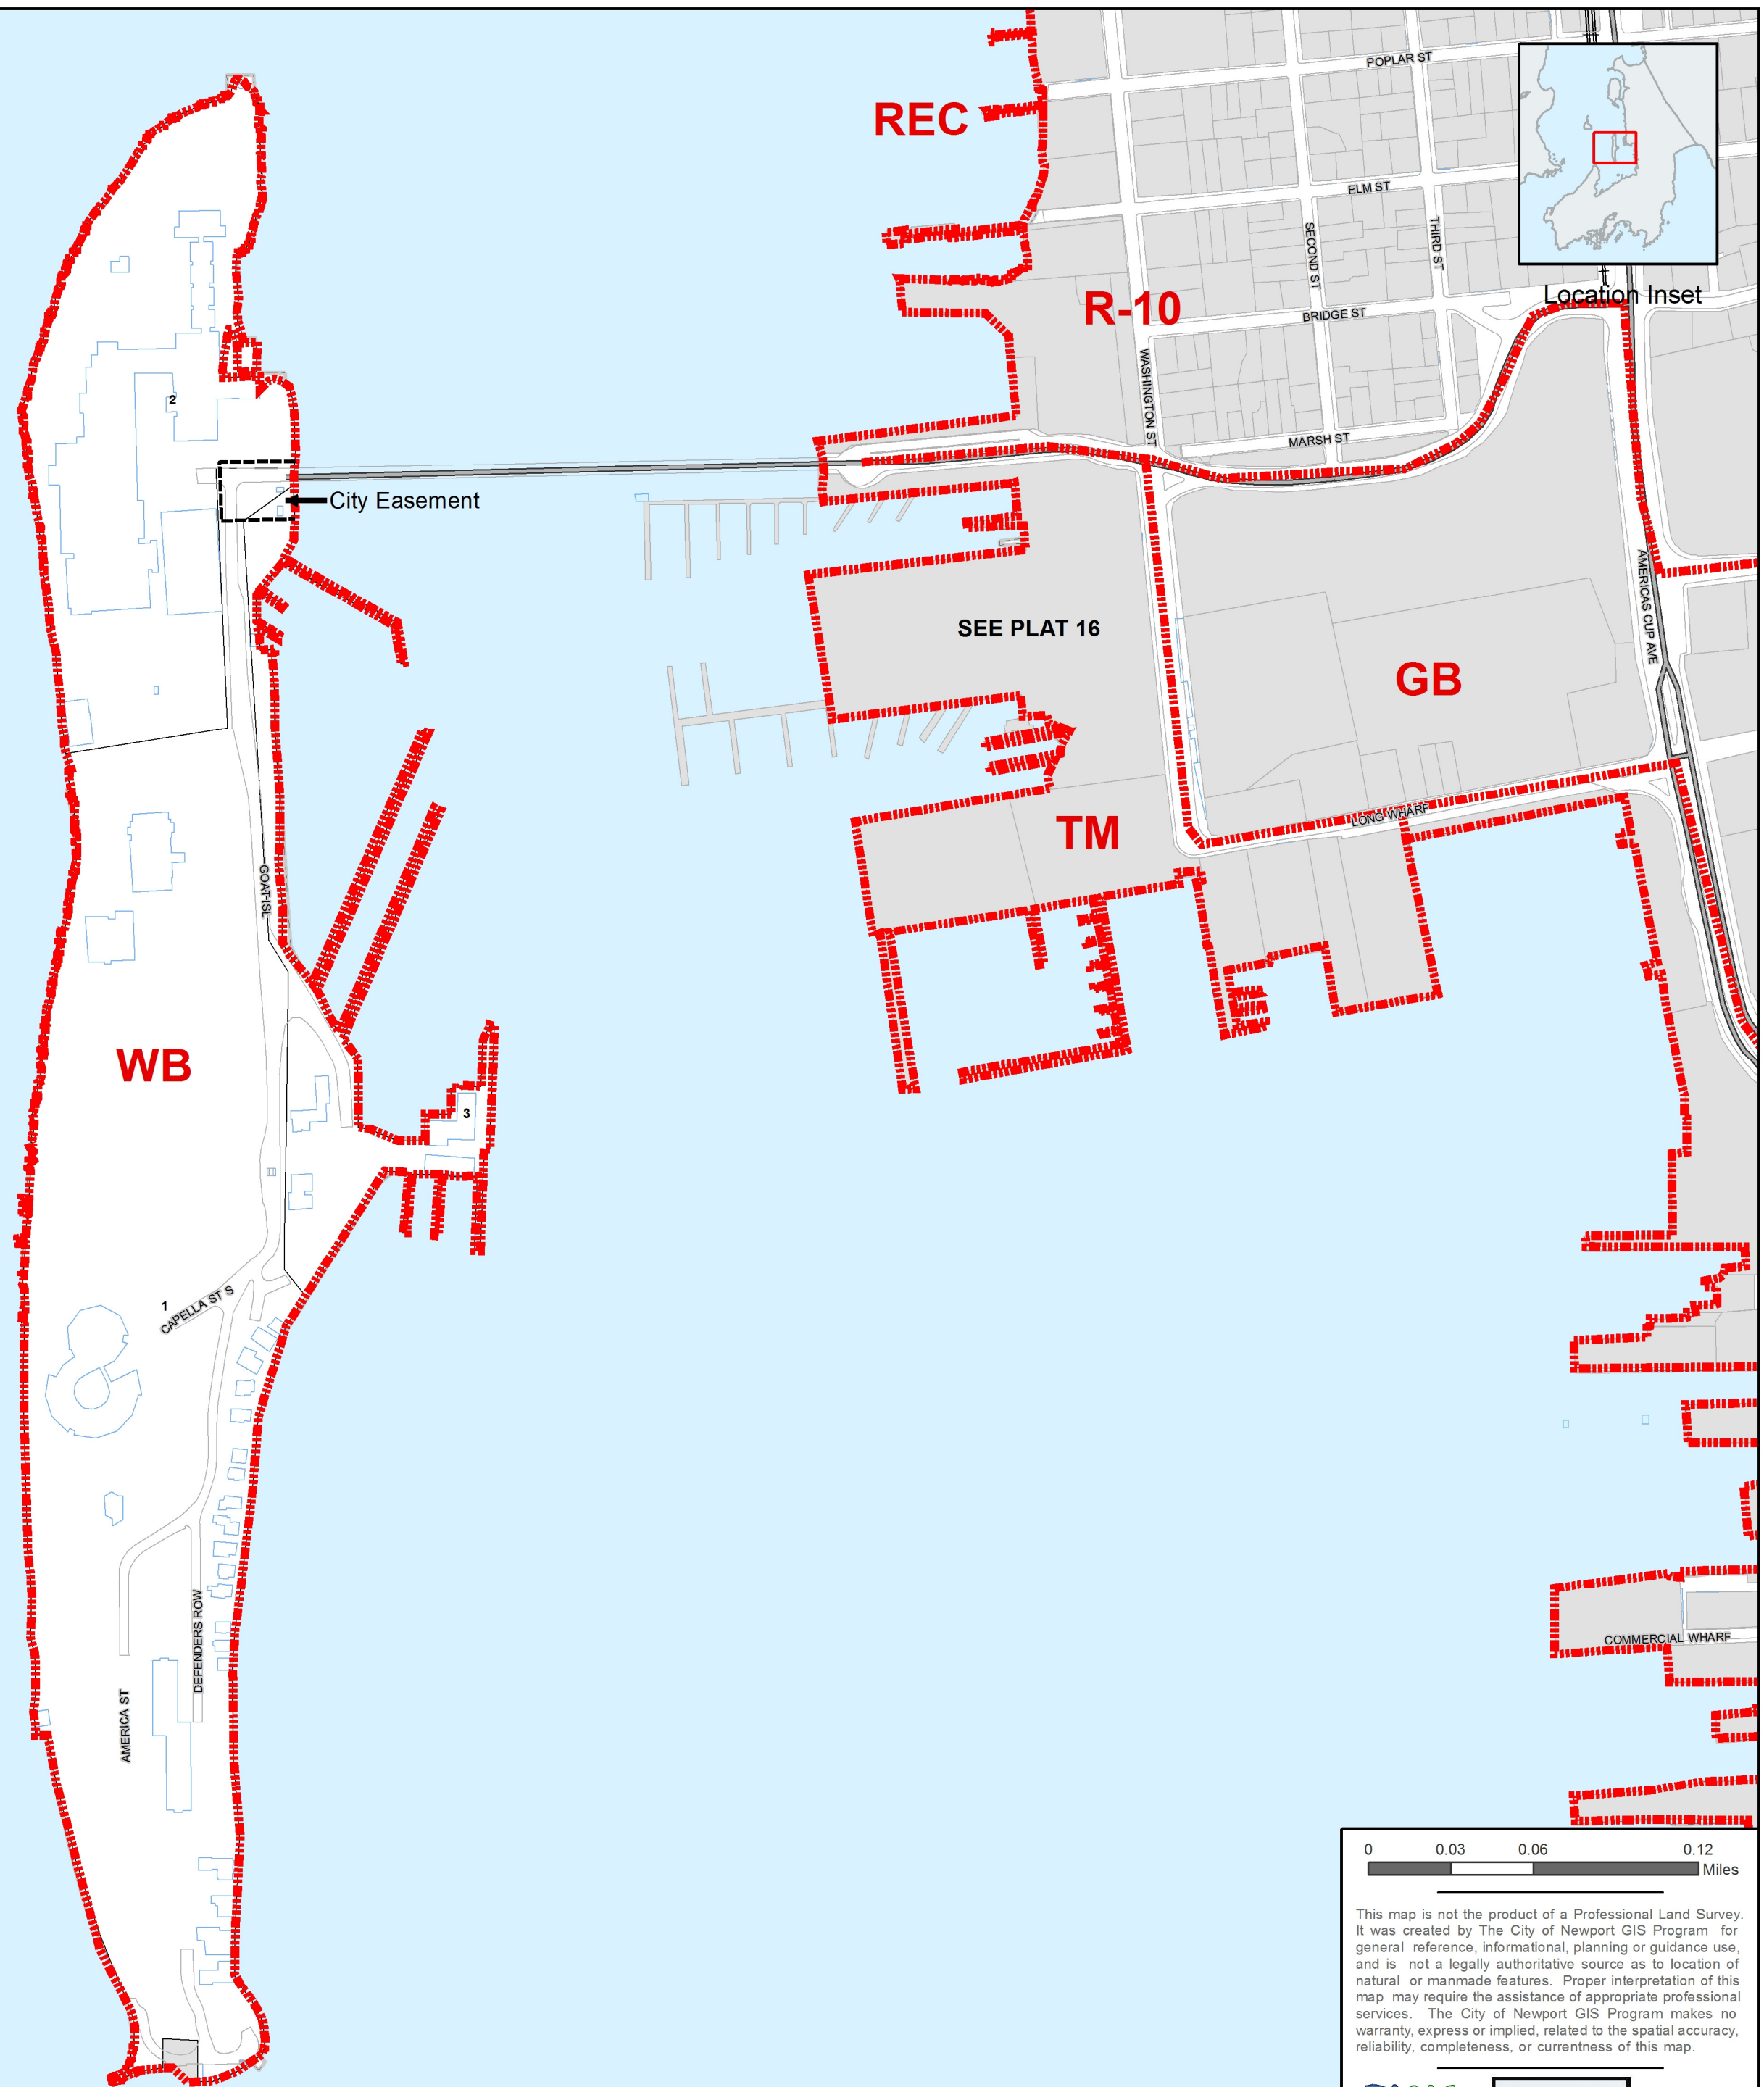 POPLAR ST
REC
ELM ST
SECOND ST
THIRD ST
Location Inset
R-10
BRIDGE ST
WASHINGTON ST
2
MARSH ST
City Easement
AMERICAS CUP AVE
SEE PLAT 16
GB
LONG WHARF
TM
GOAT ISL
WB
3
1
CAPELLA ST S
DEFENDERS ROW
COMMERCIAL WHARF
AMERICA ST
0 0.03 0.06 0.12
Miles
This map is not the product of a Professional Land Survey.
It was created by The City of Newport GIS Program for
general reference, informational, planning or guidance use,
and is not a legally authoritative source as to location of
natural or manmade features. Proper interpretation of this
map may require the assistance of appropriate professional
services. The City of Newport GIS Program makes no
warranty, express or implied, related to the spatial accuracy,
reliability, completeness, or currentness of this map.